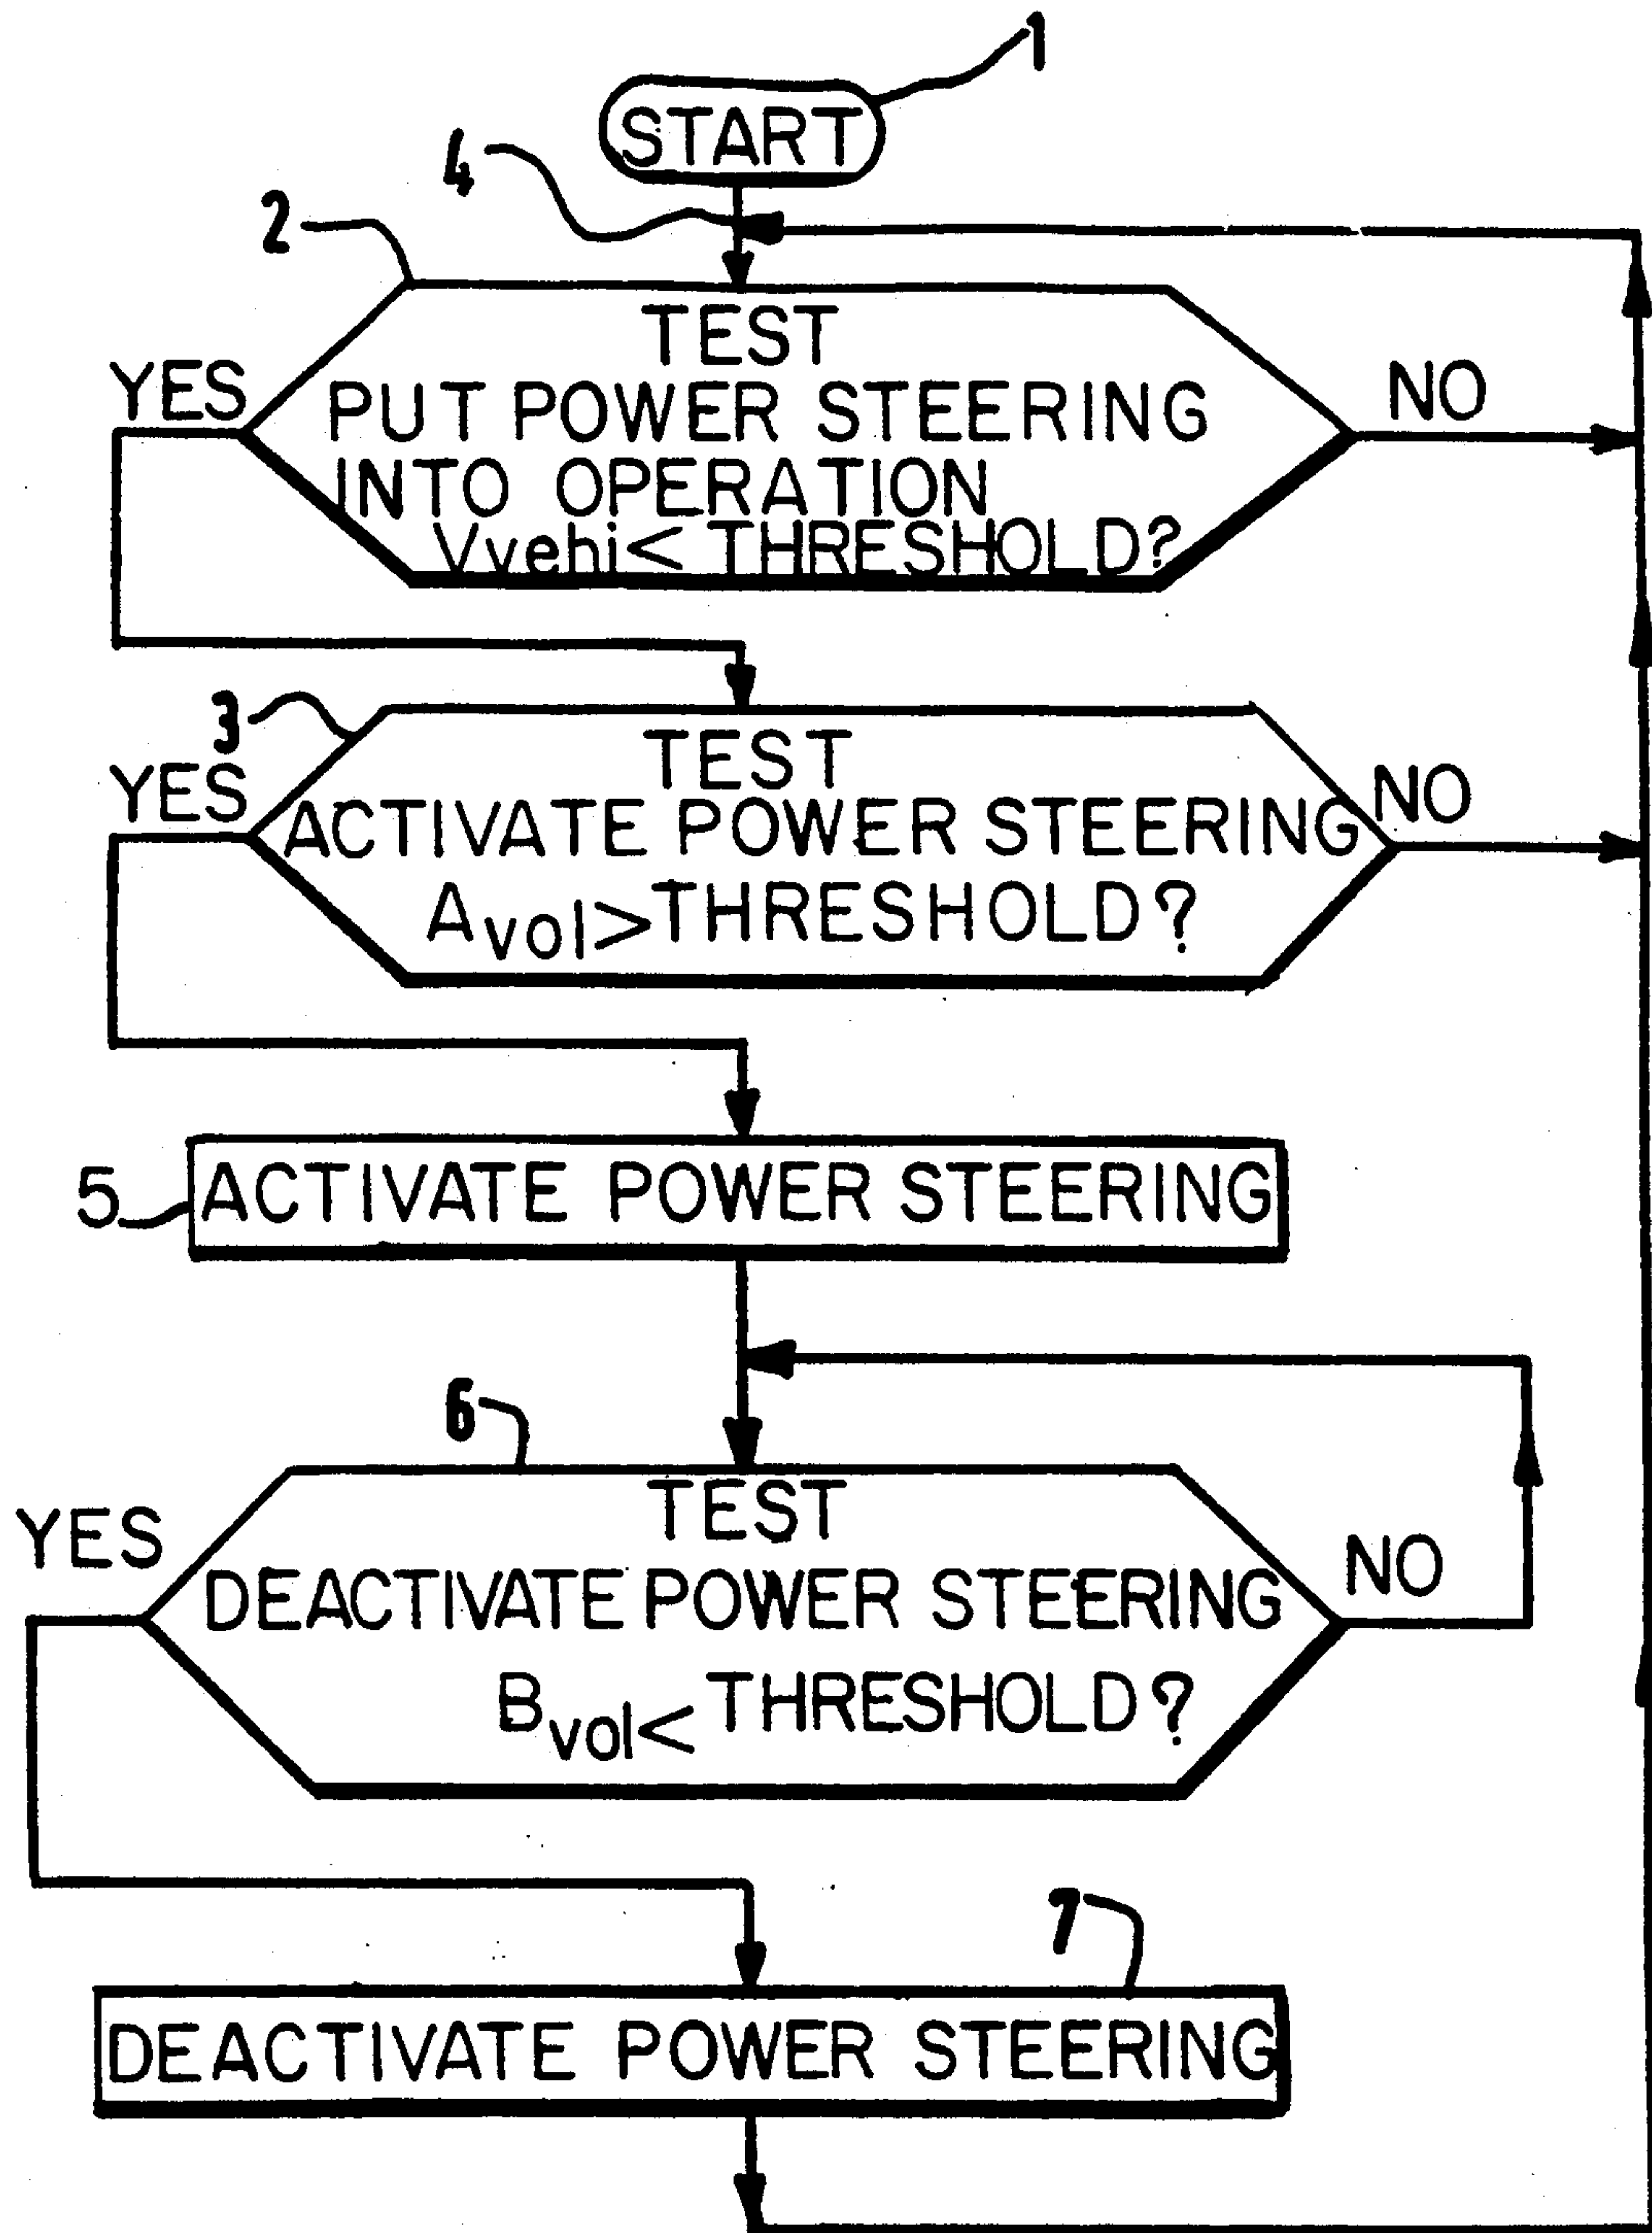 1
START
4
2
TEST
YES
NO
PUT POWER STEERING
INTO OPERATION
Vvehi< THRESHOLD?
3
TEST
YES
NO
ACTIVATE POWER STEERING
Avol>THRESHOLD?
5
ACTIVATE POWER STEERING
6
TEST
YES
NO
DEACTIVATE POWER STEERING
Bvol< THRESHOLD?
7
DEACTIVATE POWER STEERING